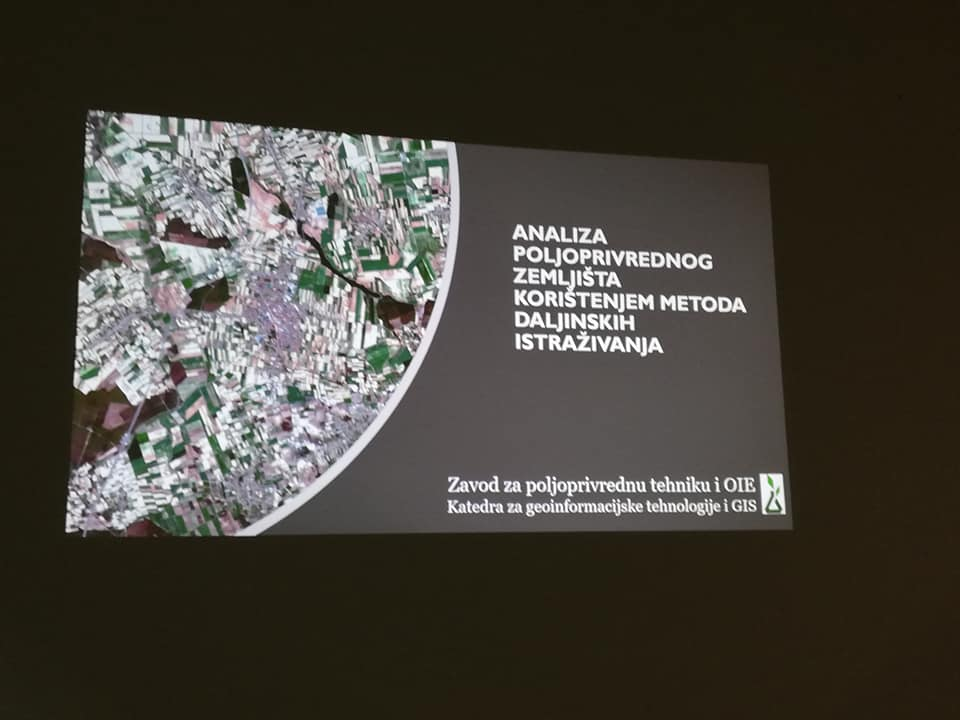 ANALIZA
POLJOPRIVREDNOG
ZEMLJIŠTA
KORIŠTENJEM METODA
DALJINSKIH
ISTRAŽIVANJA
Zavod za poljoprivrednu tehniku i OIE
Katedra za geoinformacijske tehnologije i GIS